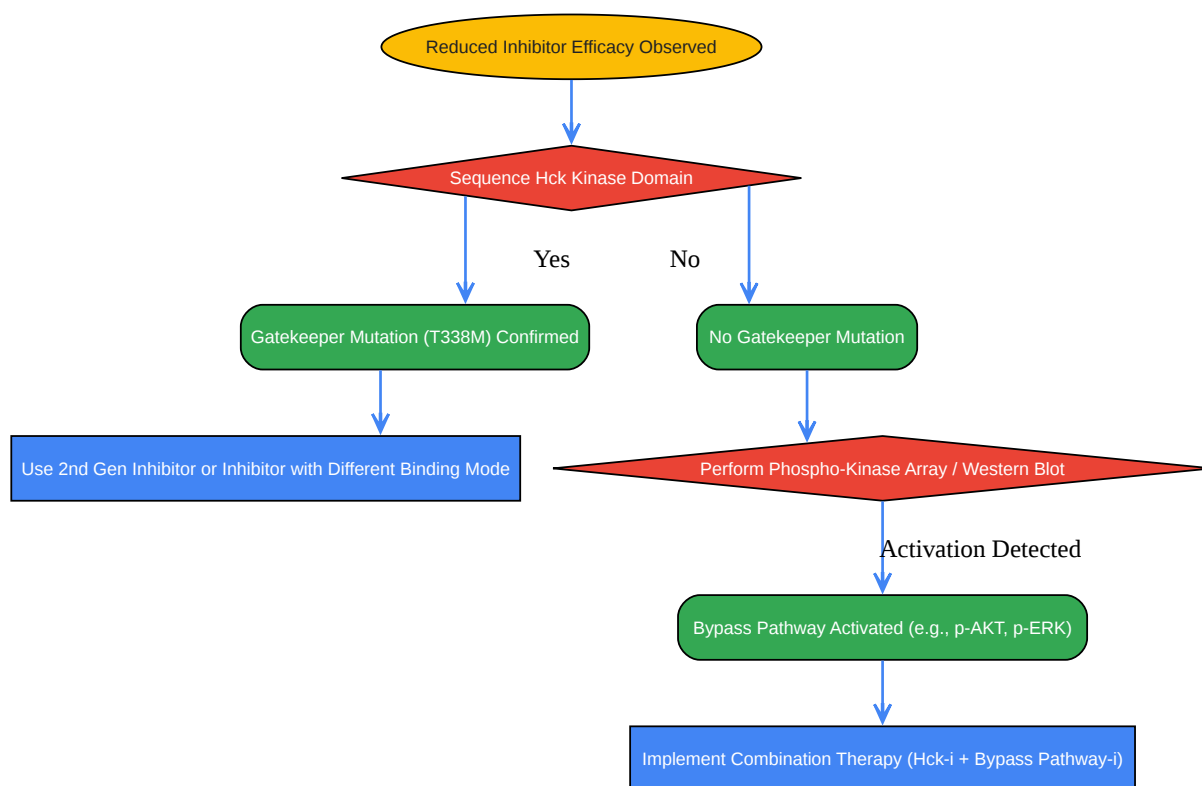 Reduced Inhibitor Efficacy Observed
Sequence Hck Kinase Domain
Yes
No
Gatekeeper Mutation (T338M) Confirmed
No Gatekeeper Mutation
Use 2nd Gen Inhibitor or Inhibitor with Different Binding Mode
Perform Phospho-Kinase Array / Western Blot
Activation Detected
Bypass Pathway Activated (e.g., p-AKT, p-ERK)
Implement Combination Therapy (Hck-i + Bypass Pathway-i)